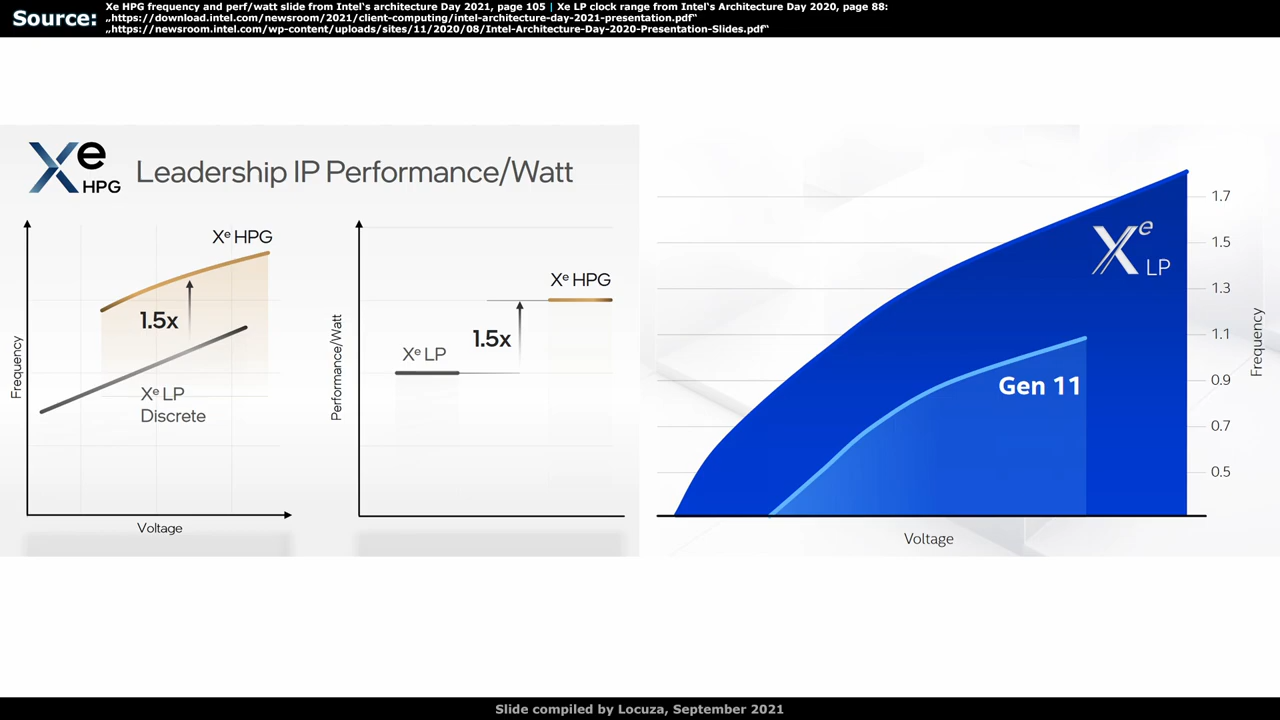 Source:
Xe HPG frequency and perf/watt slide from Intel‘s architecture Day 2021, page 105 | Xe LP clock range from Intel‘s Architecture Day 2020, page 88:
„https://download.intel.com/newsroom/2021/client-computing/intel-architecture-day-2021-presentation.pdf“
„https://newsroom.intel.com/wp-content/uploads/sites/11/2020/08/Intel-Architecture-Day-2020-Presentation-Slides.pdf“
Xe HPG
Leadership IP Performance/Watt
Xe HPG
1.5x
Xe LP
Discrete
Frequency
Voltage
Xe HPG
1.5x
Xe LP
Performance/Watt
Xe LP
Gen 11
1.7
1.5
1.3
1.1
0.9
0.7
0.5
Frequency
Voltage
Slide compiled by Locuza, September 2021